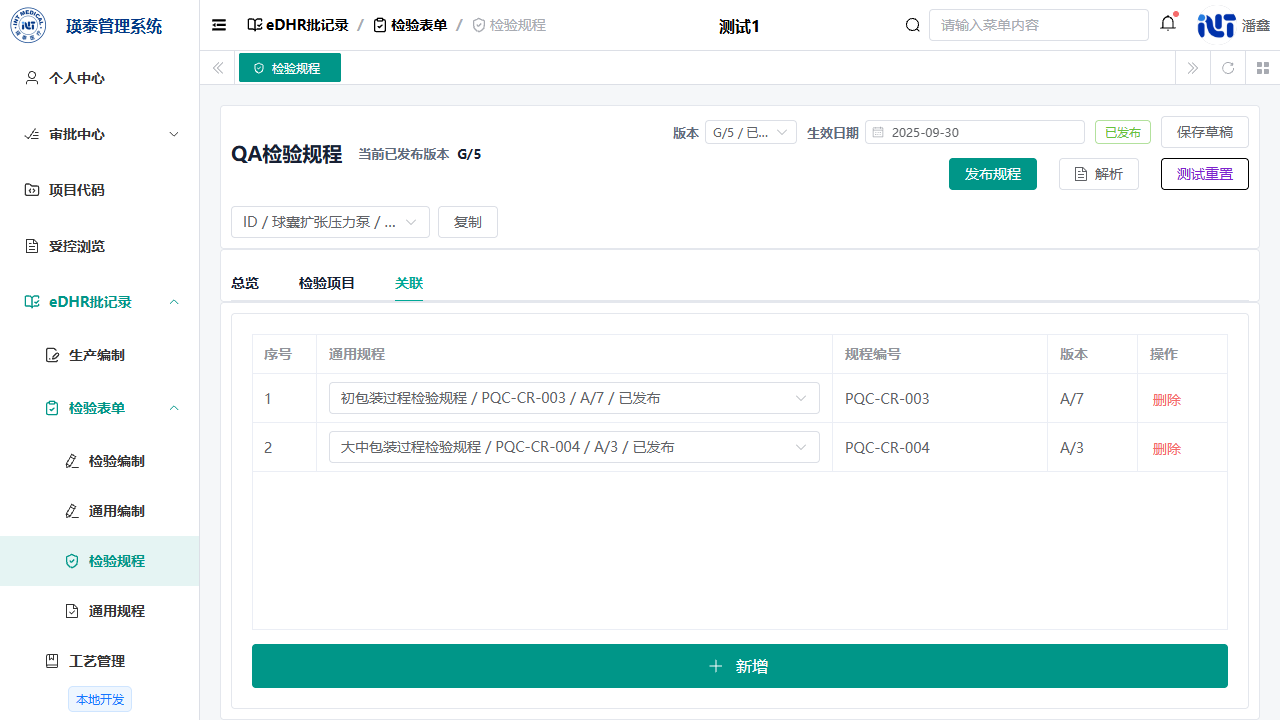 瑛泰管理系统
eDHR批记录 / 检验表单 / 检验规程
测试1
请输入菜单内容
潘鑫
检验规程
个人中心
审批中心
项目代码
受控浏览
eDHR批记录
生产编制
检验表单
检验编制
通用编制
检验规程
通用规程
工艺管理
本地开发
QA检验规程 当前已发布版本 G/5
版本 G/5 / 已... 生效日期 2025-09-30 已发布 保存草稿
发布规程 解析 测试重置
ID / 球囊扩张压力泵 / ... 复制
总览 检验项目 关联
序号 通用规程 规程编号 版本 操作
1 初包装过程检验规程 / PQC-CR-003 / A/7 / 已发布 PQC-CR-003 A/7 删除
2 大中包装过程检验规程 / PQC-CR-004 / A/3 / 已发布 PQC-CR-004 A/3 删除
新增